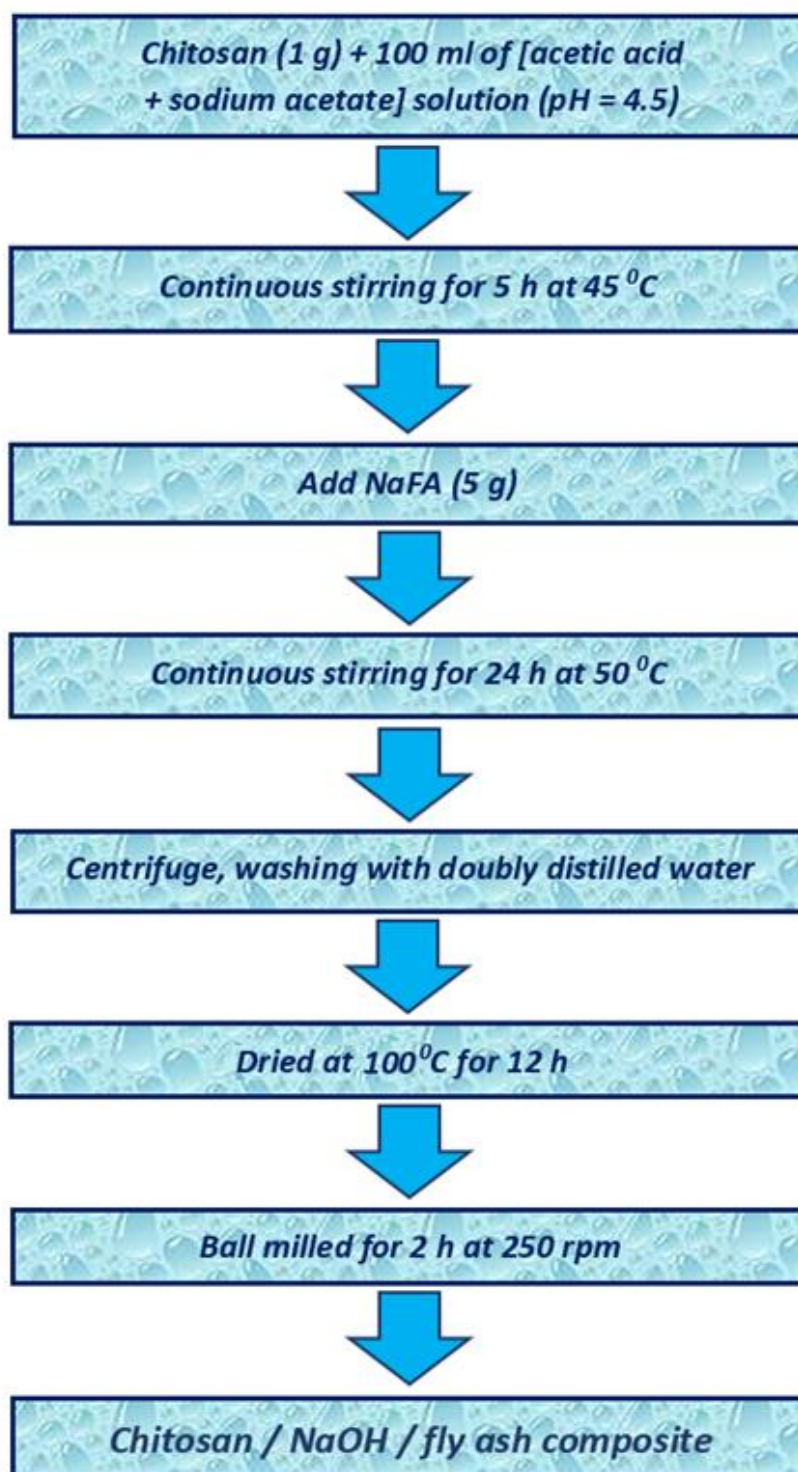 Chitosan (1 g) + 100 ml of [acetic acid
+ sodium acetate] solution (pH = 4.5)
Continuous stirring for 5 h at 45 ⁰C
Add NaFA (5 g)
Continuous stirring for 24 h at 50 ⁰C
Centrifuge, washing with doubly distilled water
Dried at 100⁰C for 12 h
Ball milled for 2 h at 250 rpm
Chitosan / NaOH / fly ash composite